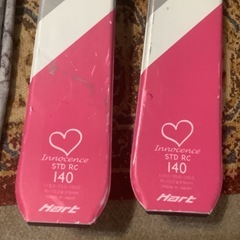 Innocence
STD RC
140
Hart
Innocence
STD RC
140
Hart